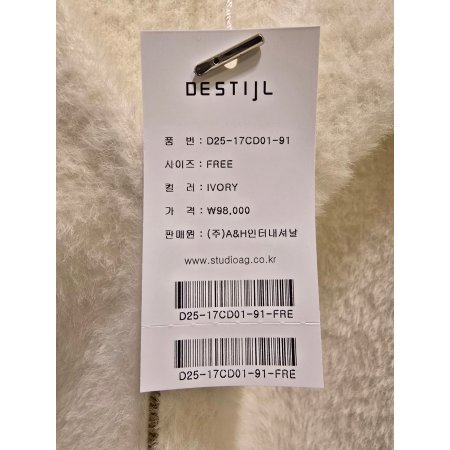 DESTIJL
품 번 : D25-17CD01-91
사이즈 : FREE
컬 러 : IVORY
가 격 : ₩98,000
판매원 : (주)A&H인터내셔날
www.studioag.co.kr
D25-17CD01-91-FRE
D25-17CD01-91-FRE